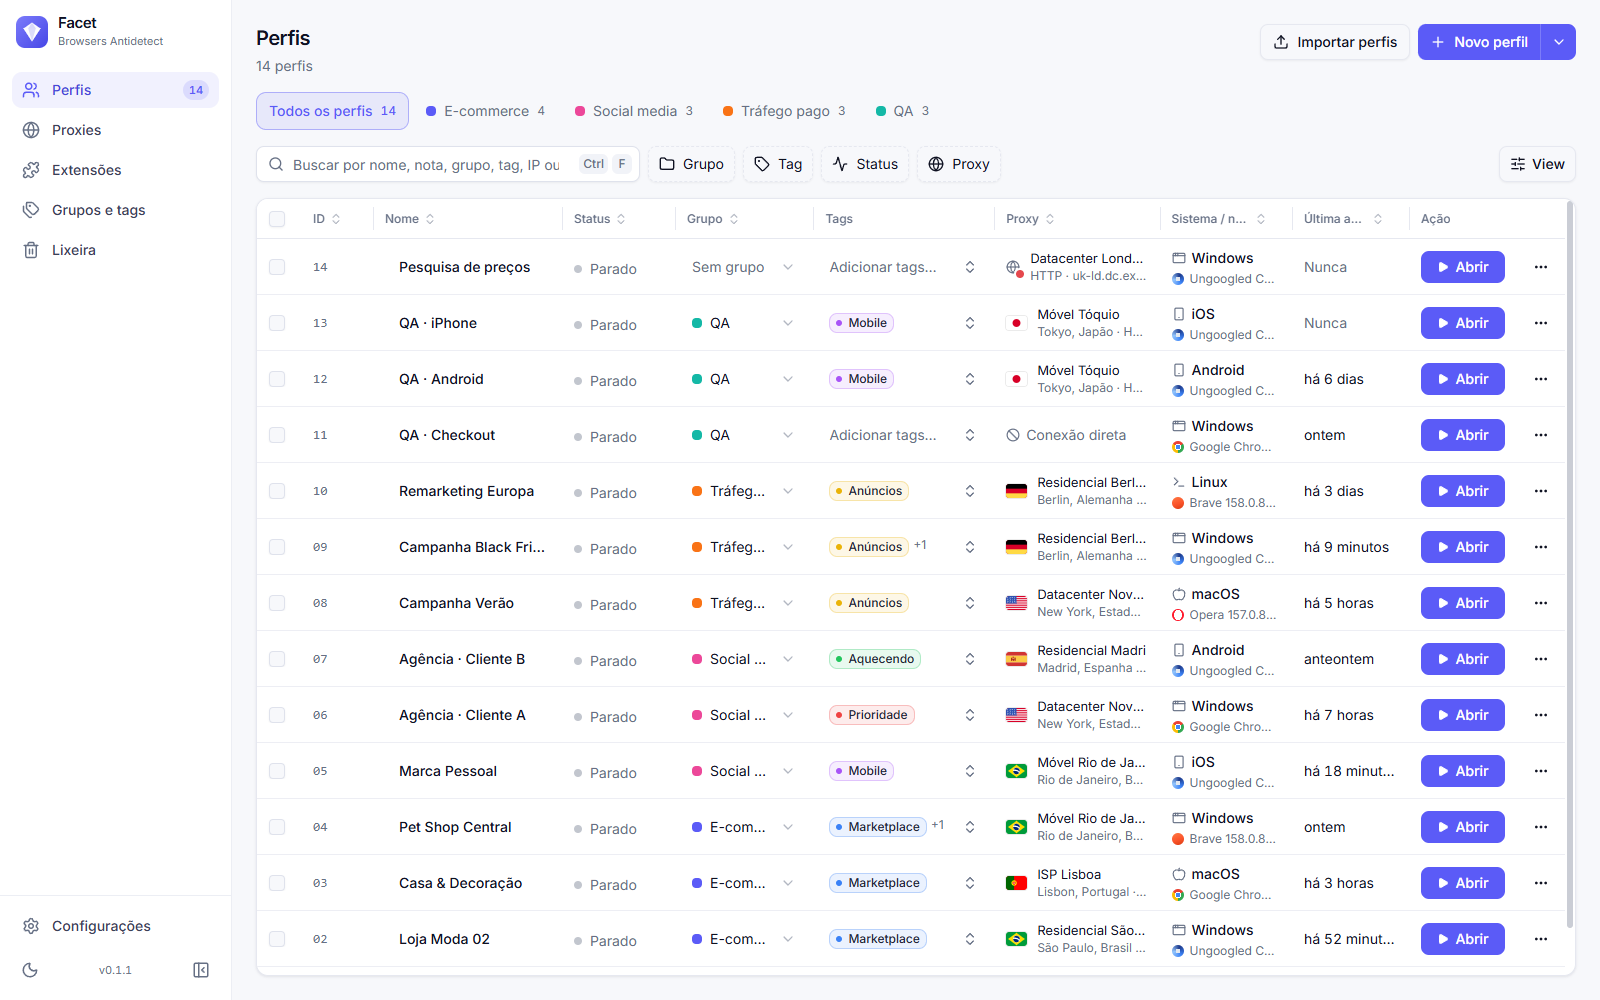 Facet
Browsers Antidetect
Perfis 14
Proxies
Extensões
Grupos e tags
Lixeira
Configurações
v0.1.1
Perfis
14 perfis
Importar perfis
Novo perfil
Todos os perfis 14
E-commerce 4
Social media 3
Tráfego pago 3
QA 3
Buscar por nome, nota, grupo, tag, IP ou Ctrl F
Grupo
Tag
Status
Proxy
View
ID Nome Status Grupo Tags Proxy Sistema / n... Última a... Ação
14 Pesquisa de preços Parado Sem grupo Adicionar tags... Datacenter Lond... Windows Nunca Abrir
HTTP · uk-ld.dc.ex... Ungoogled C...
13 QA · iPhone Parado QA Mobile Móvel Tóquio iOS Nunca Abrir
Tokyo, Japão · H... Ungoogled C...
12 QA · Android Parado QA Mobile Móvel Tóquio Android há 6 dias Abrir
Tokyo, Japão · H... Ungoogled C...
11 QA · Checkout Parado QA Adicionar tags... Conexão direta Windows ontem Abrir
Google Chro...
10 Remarketing Europa Parado Tráfeg... Anúncios Residencial Berl... Linux há 3 dias Abrir
Berlin, Alemanha ... Brave 158.0.8...
09 Campanha Black Fri... Parado Tráfeg... Anúncios +1 Residencial Berl... Windows há 9 minutos Abrir
Berlin, Alemanha ... Ungoogled C...
08 Campanha Verão Parado Tráfeg... Anúncios Datacenter Nov... macOS há 5 horas Abrir
New York, Estad... Opera 157.0.8...
07 Agência · Cliente B Parado Social ... Aquecendo Residencial Madri Android anteontem Abrir
Madrid, Espanha ... Ungoogled C...
06 Agência · Cliente A Parado Social ... Prioridade Datacenter Nov... Windows há 7 horas Abrir
New York, Estad... Google Chro...
05 Marca Pessoal Parado Social ... Mobile Móvel Rio de Ja... iOS há 18 minut... Abrir
Rio de Janeiro, B... Ungoogled C...
04 Pet Shop Central Parado E-com... Marketplace +1 Móvel Rio de Ja... Windows ontem Abrir
Rio de Janeiro, B... Brave 158.0.8...
03 Casa & Decoração Parado E-com... Marketplace ISP Lisboa macOS há 3 horas Abrir
Lisbon, Portugal ·... Google Chro...
02 Loja Moda 02 Parado E-com... Marketplace Residencial São... Windows há 52 minut... Abrir
São Paulo, Brasil ... Ungoogled C...